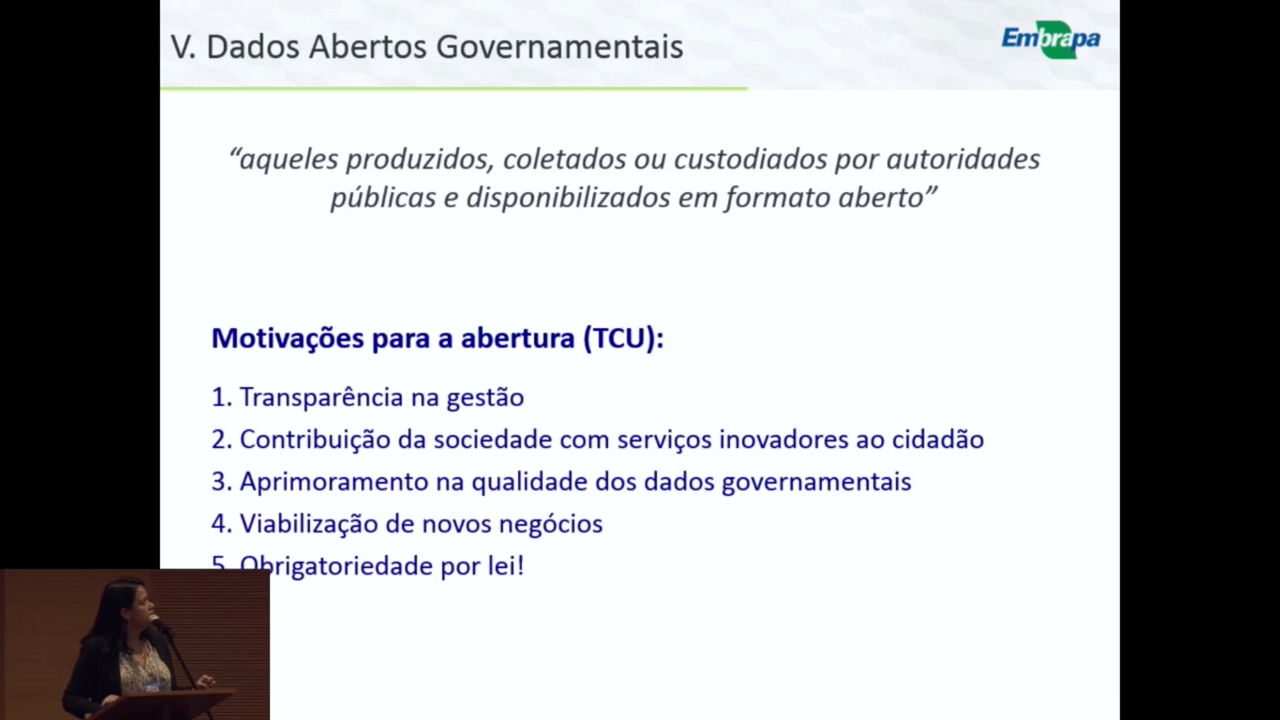 V. Dados Abertos Governamentais
Embrapa
“aqueles produzidos, coletados ou custodiados por autoridades
públicas e disponibilizados em formato aberto”
Motivações para a abertura (TCU):
1. Transparência na gestão
2. Contribuição da sociedade com serviços inovadores ao cidadão
3. Aprimoramento na qualidade dos dados governamentais
4. Viabilização de novos negócios
5. Obrigatoriedade por lei!